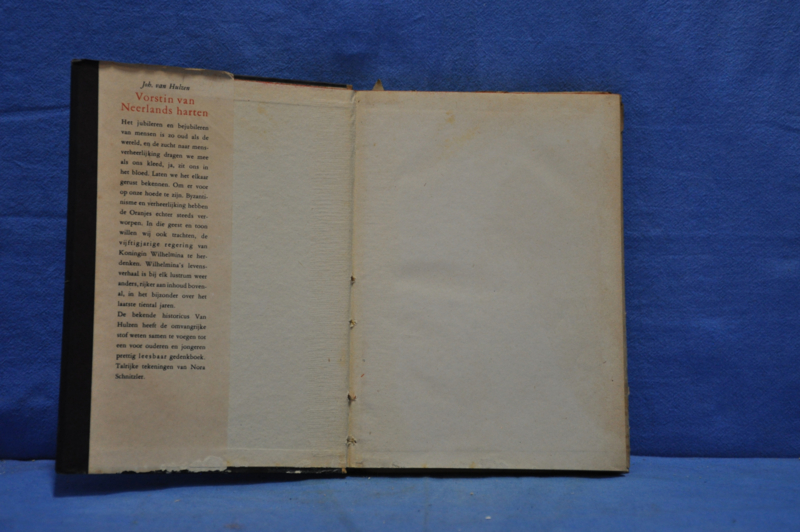 Joh. van Hulzen
Vorstin van
Neerlands harten
Het jubileren en bejubileren
van mensen is zo oud als de
wereld, en de zucht naar mens-
verheerlijking dragen we mee
als ons kleed, ja, zit ons in
het bloed. Laten we het elkaar
gerust bekennen. Om er voor
op onze hoede te zijn. Byzanti-
nisme en verheerlijking hebben
de Oranjes echter steeds ver-
worpen. In die geest en toon
willen wij ook trachten, de
vijftigjarige regering van
Koningin Wilhelmina te her-
denken. Wilhelmina's levens-
verhaal is bij elk lustrum weer
anders, rijker aan inhoud boven-
al, in het bijzonder over het
laatste tiental jaren.
De bekende historicus Van
Hulzen heeft de omvangrijke
stof weten samen te voegen tot
een voor ouderen en jongeren
prettig leesbaar gedenkboek.
Talrijke tekeningen van Nora
Schnitzler.